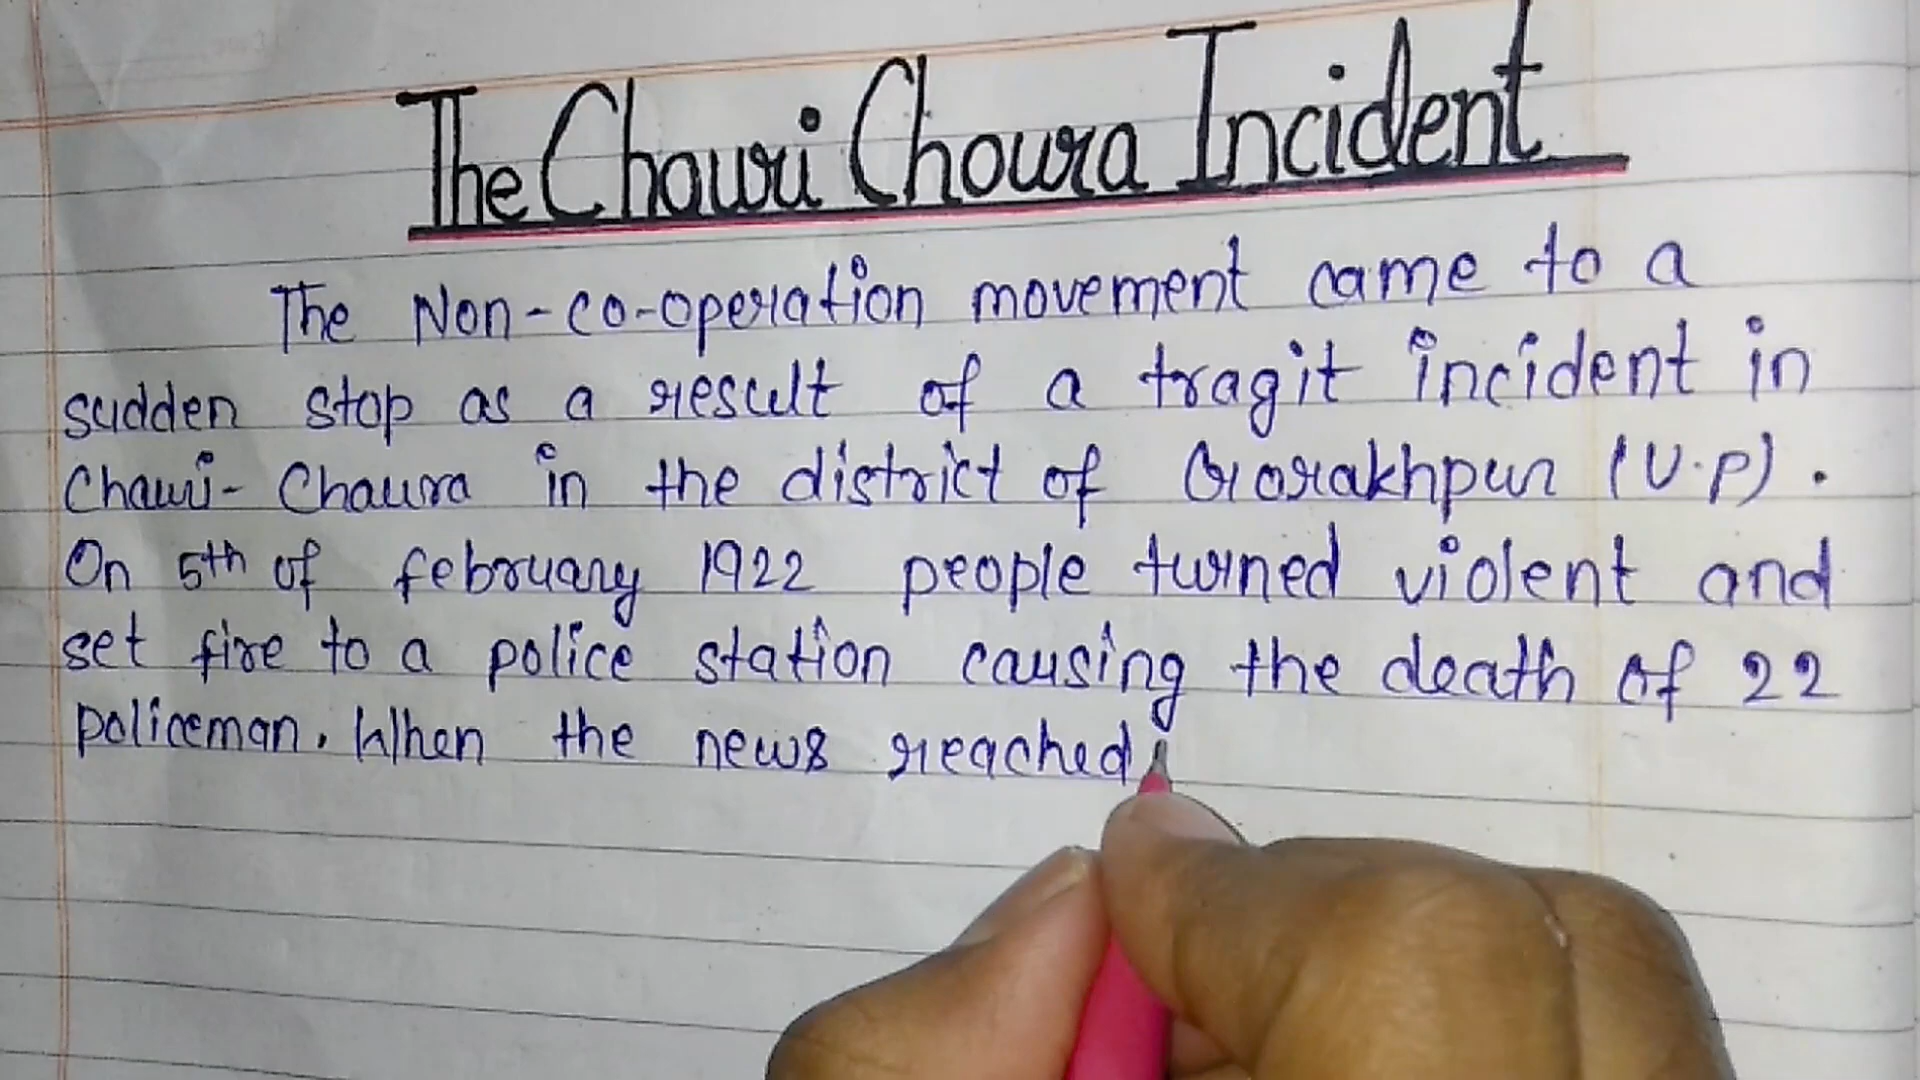 The Chouri Choura Incident
The Non-co-operation movement came to a
sudden stop as a result of a tragit incident in
Chauri-Chaura in the district of Gorakhpur (U.P).
On 5th of february 1922 people turned violent and
set fire to a police station causing the death of 22
policeman. When the news reached